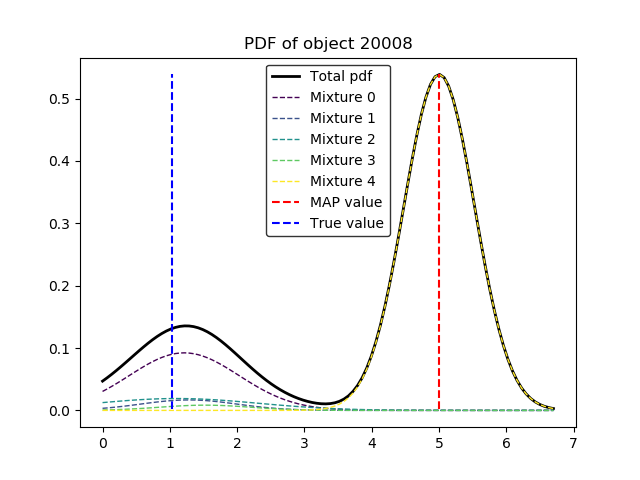 PDF of object 20008
Total pdf
Mixture 0
Mixture 1
Mixture 2
Mixture 3
Mixture 4
MAP value
True value
0.5
0.4
0.3
0.2
0.1
0.0
0 1 2 3 4 5 6 7